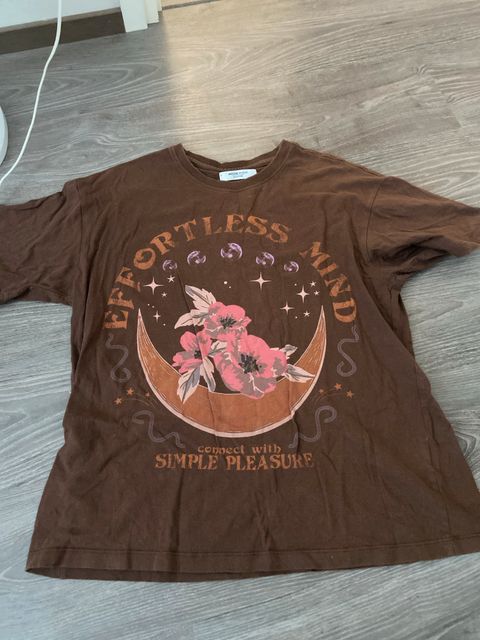 EFFORTLESS MIND
connect with
SIMPLE PLEASURE